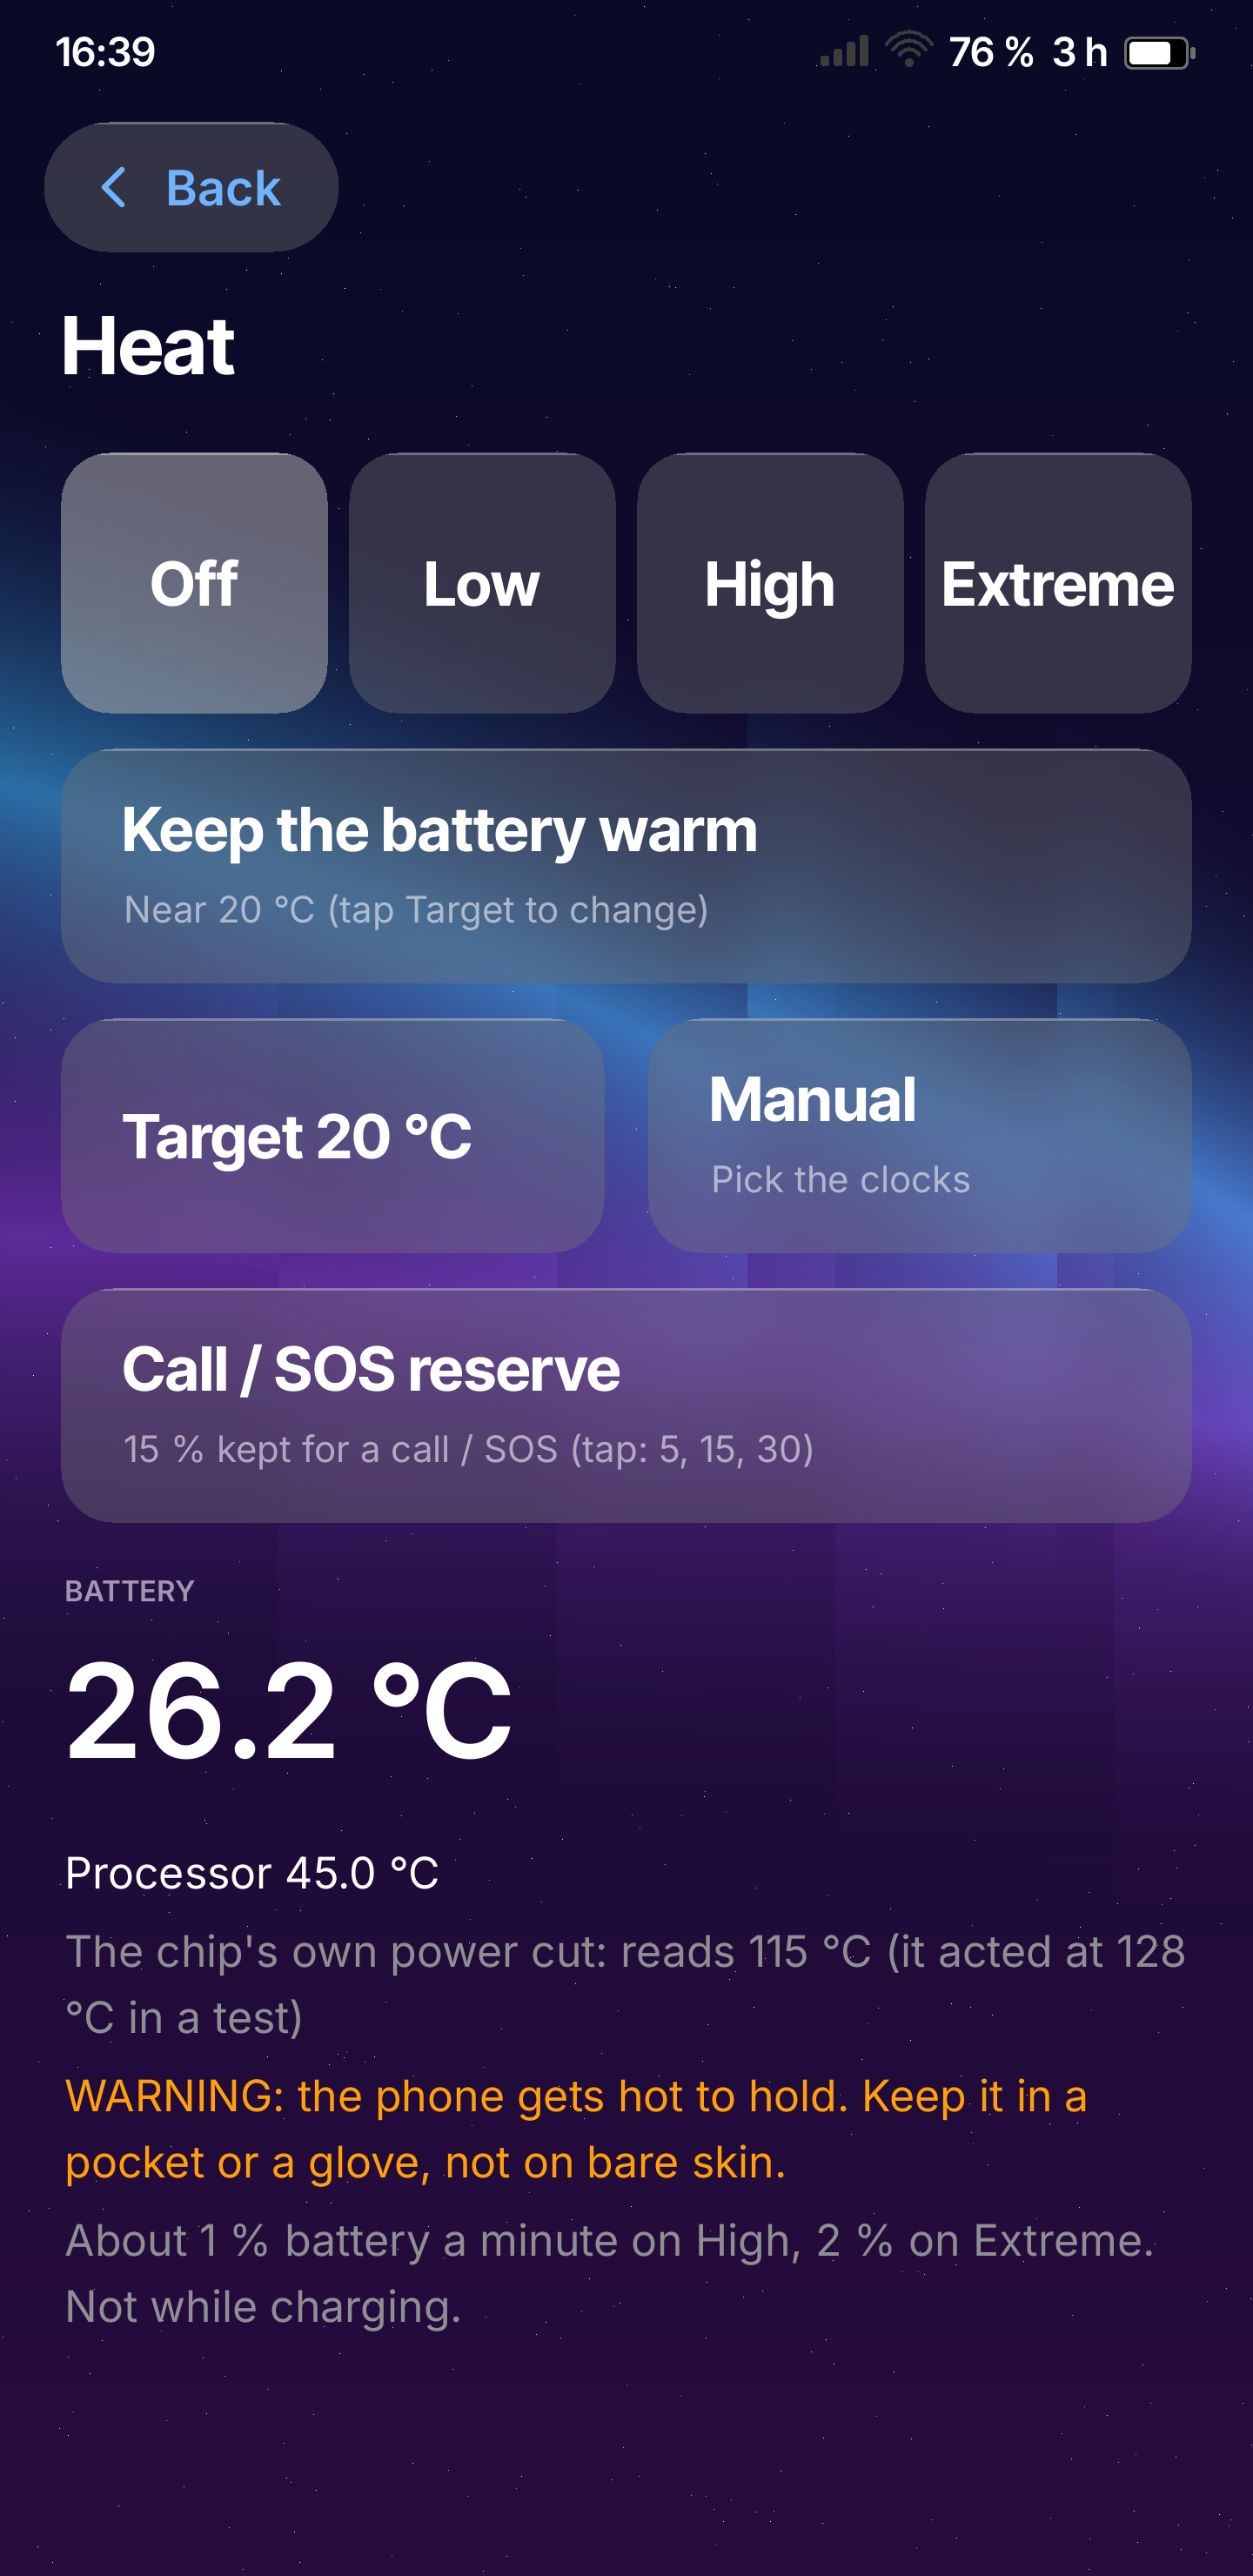 16:39
76 % 3 h
Back
Heat
Off
Low
High
Extreme
Keep the battery warm
Near 20 °C (tap Target to change)
Target 20 °C
Manual
Pick the clocks
Call / SOS reserve
15 % kept for a call / SOS (tap: 5, 15, 30)
BATTERY
26.2 °C
Processor 45.0 °C
The chip's own power cut: reads 115 °C (it acted at 128
°C in a test)
WARNING: the phone gets hot to hold. Keep it in a
pocket or a glove, not on bare skin.
About 1 % battery a minute on High, 2 % on Extreme.
Not while charging.